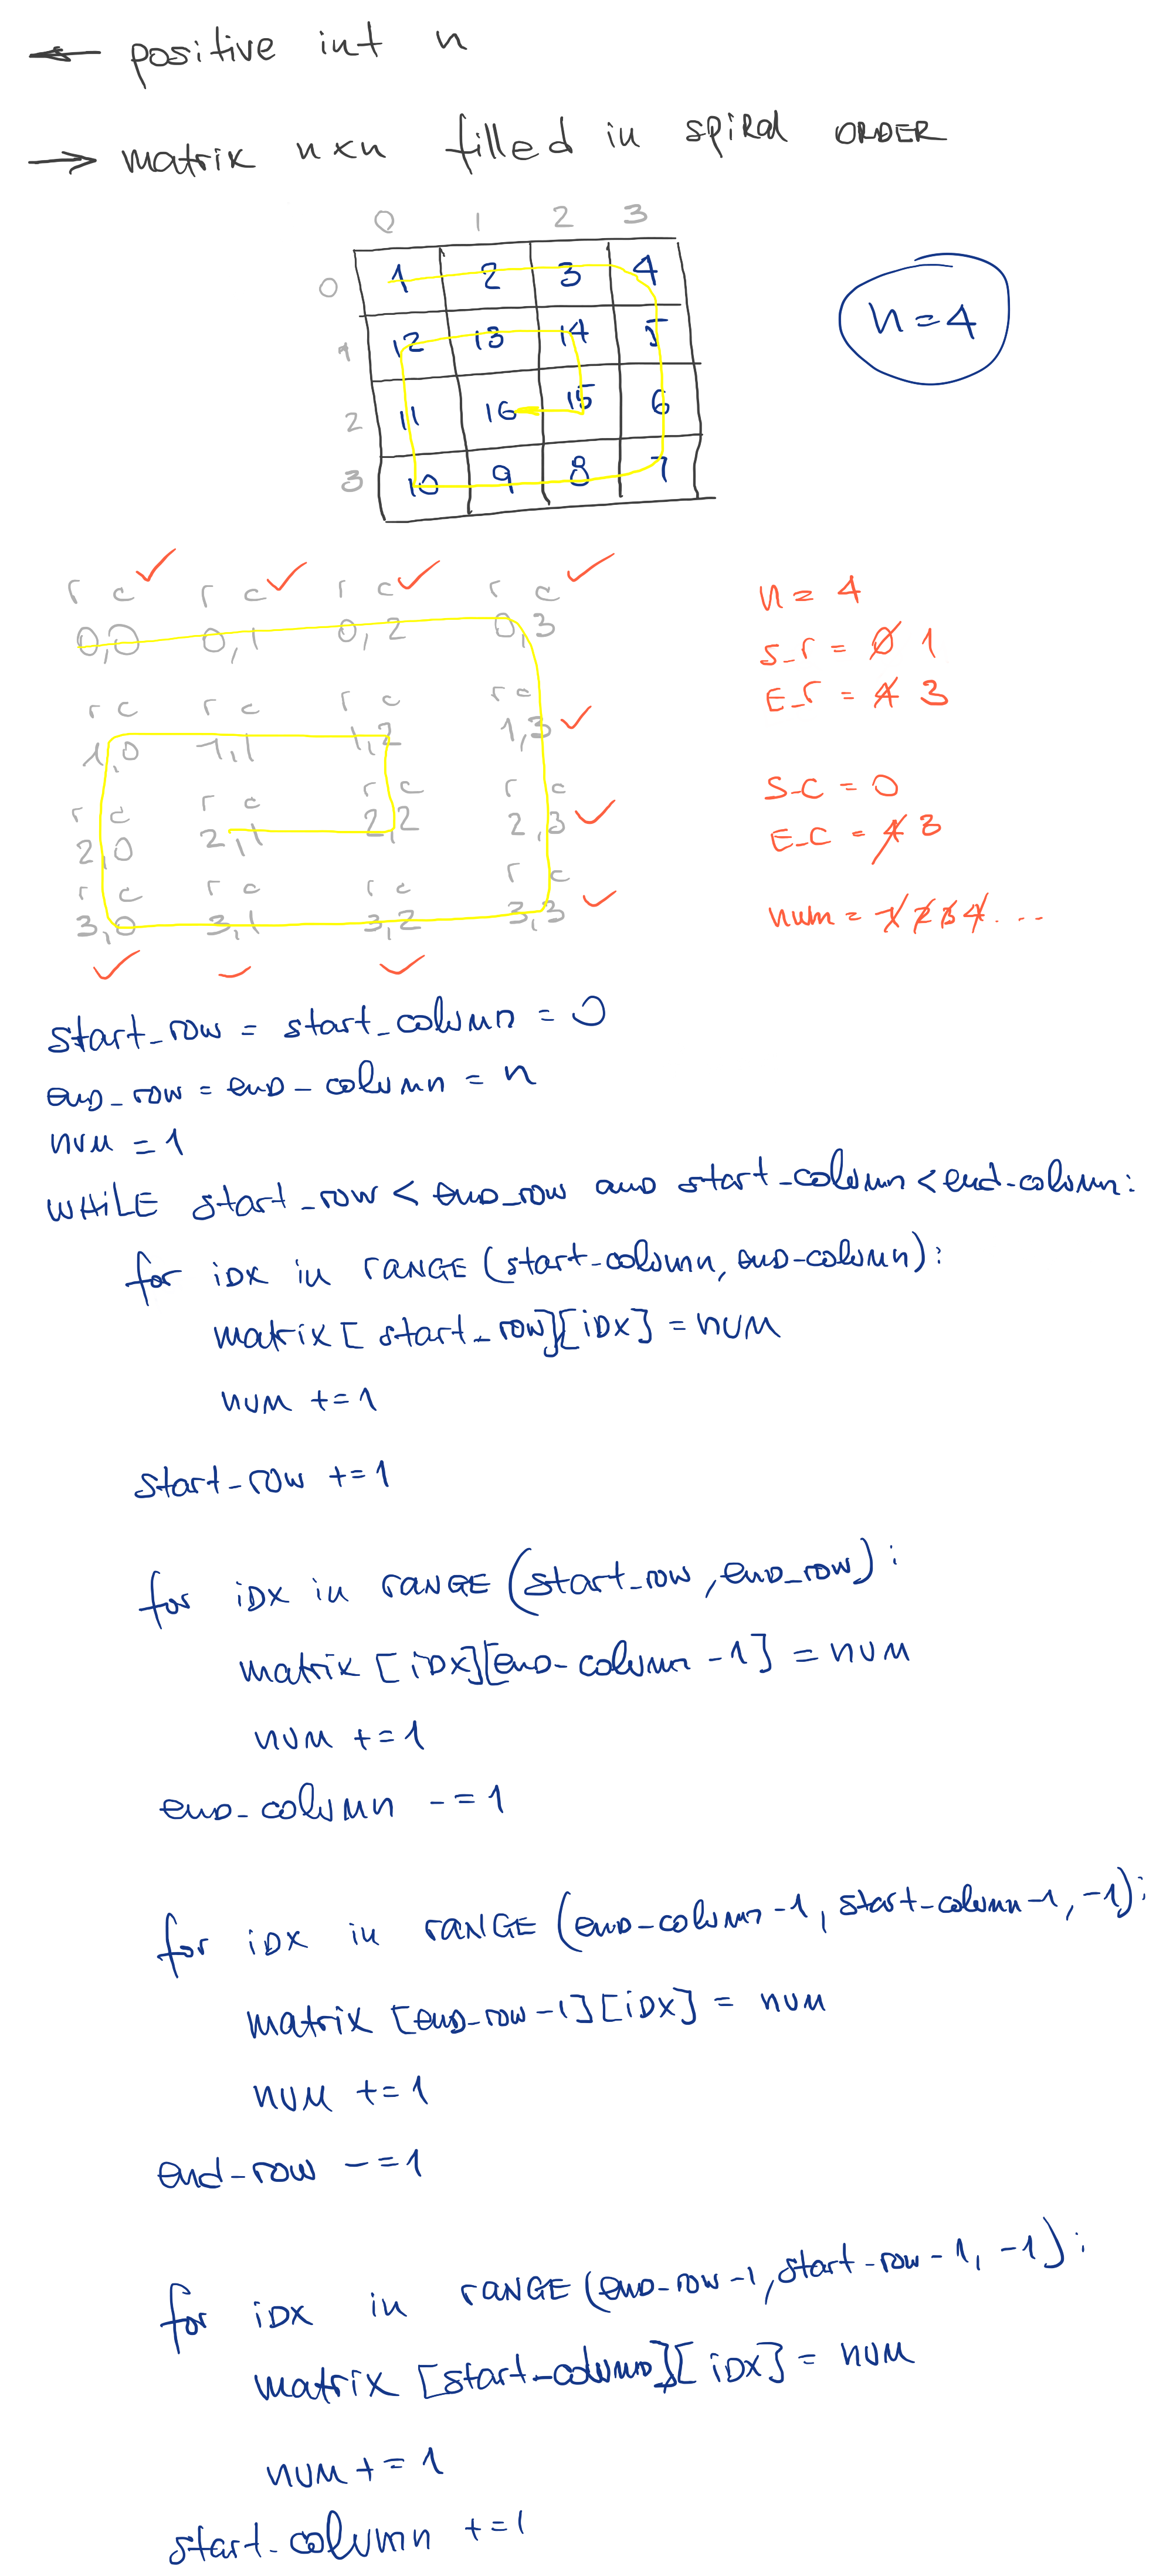 ← positive int n
→ matrix n×n filled in spiral ORDER
0 1 2 3
0 1 2 3 4
n=4
1 12 13 14 5
2 11 16 15 6
3 10 9 8 7
r c ✓ r c ✓ r c ✓ r c ✓
0,0 0,1 0,2 0,3
r c r c r c r c
1,0 1,1 1,2 1,3 ✓
r c r c r c r c
2,0 2,1 2,2 2,3 ✓
r c r c r c r c
3,0 3,1 3,2 3,3 ✓
n = 4
s_r = 0 1
E_r = 4 3
s_c = 0
E_c = 4 3
num = 1 2 3 4 ...
start_row = start_column = 0
end_row = end_column = n
num = 1
WHILE start_row < end_row and start_column < end_column:
for idx in RANGE (start_column, end_column):
matrix [start_row][idx] = num
num += 1
start_row += 1
for idx in RANGE (start_row, end_row):
matrix [idx][end_column -1] = num
num += 1
end_column -= 1
for idx in RANGE (end_column-1, start_column-1, -1):
matrix [end_row-1][idx] = num
num += 1
end_row -= 1
for idx in RANGE (end_row-1, start_row-1, -1):
matrix [start_column][idx] = num
num += 1
start_column += 1